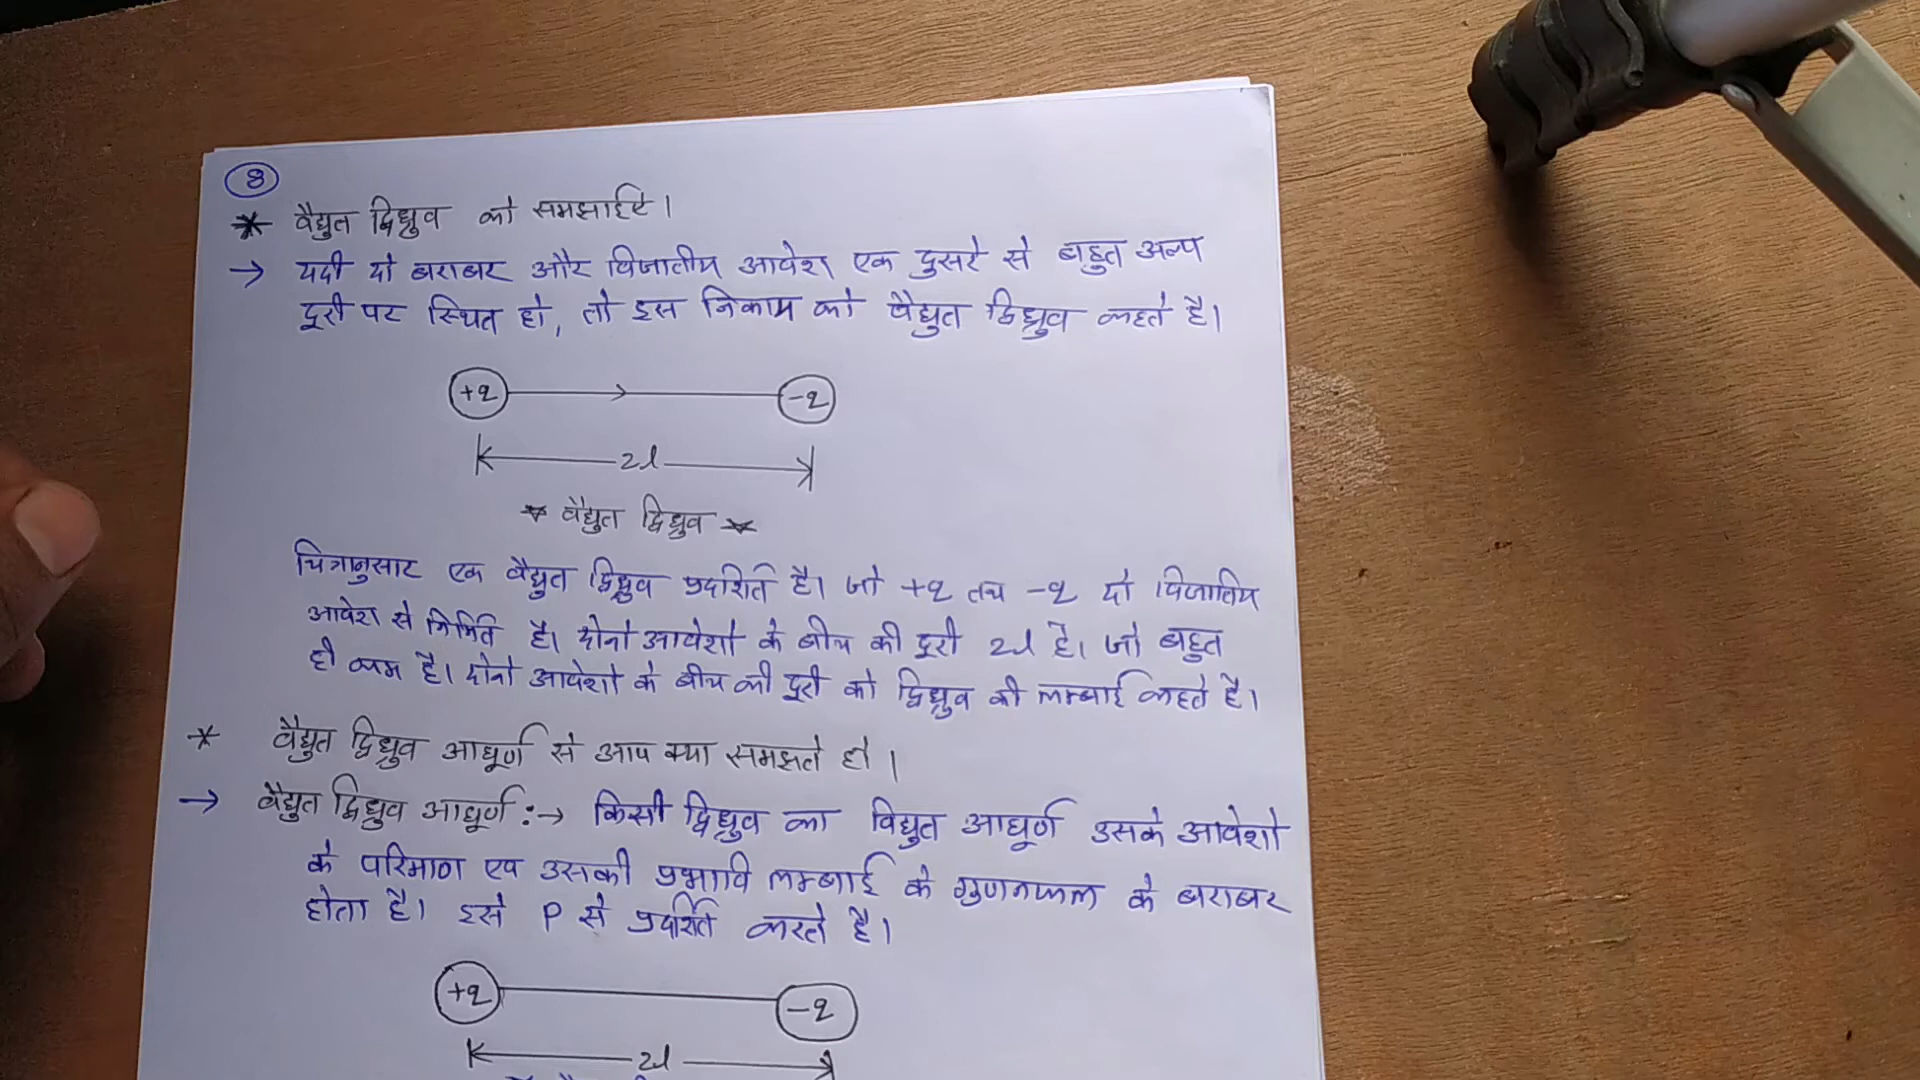 8
* वैद्युत द्विध्रुव को समझाईए।
→ यदी दो बराबर और विजातीय आवेश एक दुसरे से बहुत अल्प
दूरी पर स्थित हो, तो इस निकाय को वैद्युत द्विध्रुव कहते है।
+q -q
2l
* वैद्युत द्विध्रुव *
चित्रानुसार एक वैद्युत द्विध्रुव प्रदर्शित है। जो +q तथ -q दो विजातिय
आवेश से निर्मित है। दोनो आवेशो के बीच की दूरी 2l है। जो बहुत
ही कम है। दोनो आवेशो के बीच की दूरी को द्विध्रुव की लम्बाई कहते है।
* वैद्युत द्विध्रुव आघूर्ण से आप क्या समझते हो।
→ वैद्युत द्विध्रुव आघूर्ण :→ किसी द्विध्रुव का विद्युत आघूर्ण उसके आवेशो
के परिमाण एव उसकी प्रभावि लम्बाई के गुणनफल के बराबर
होता है। इसे P से प्रदर्शित करते है।
+q -q
2l